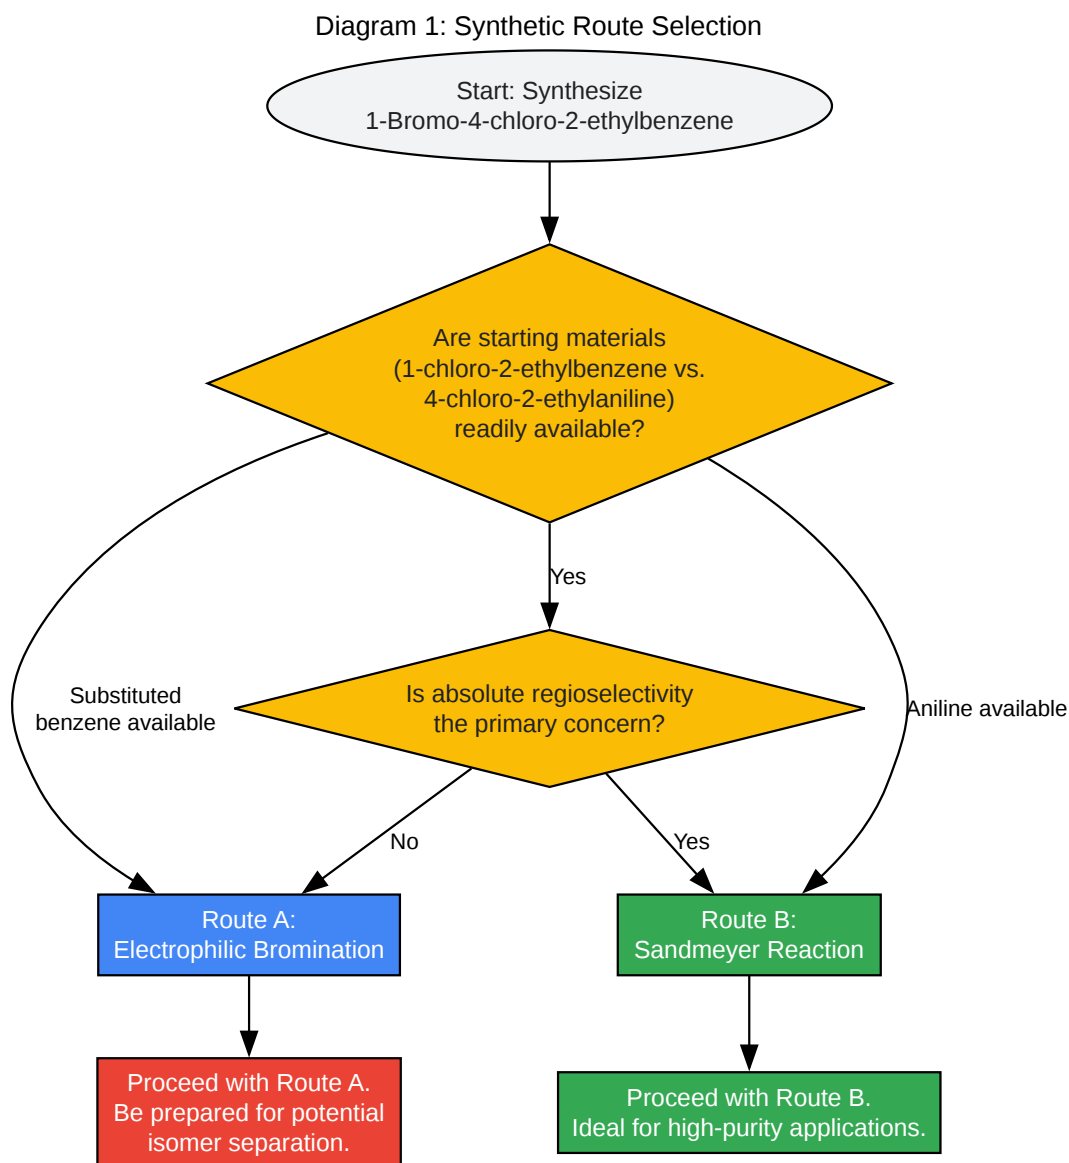 Diagram 1: Synthetic Route Selection
Start: Synthesize
1-Bromo-4-chloro-2-ethylbenzene
Are starting materials
(1-chloro-2-ethylbenzene vs.
4-chloro-2-ethylaniline)
readily available?
Yes
Substituted
benzene available
Is absolute regioselectivity
the primary concern?
Aniline available
No
Yes
Route A:
Electrophilic Bromination
Route B:
Sandmeyer Reaction
Proceed with Route A.
Be prepared for potential
isomer separation.
Proceed with Route B.
Ideal for high-purity applications.